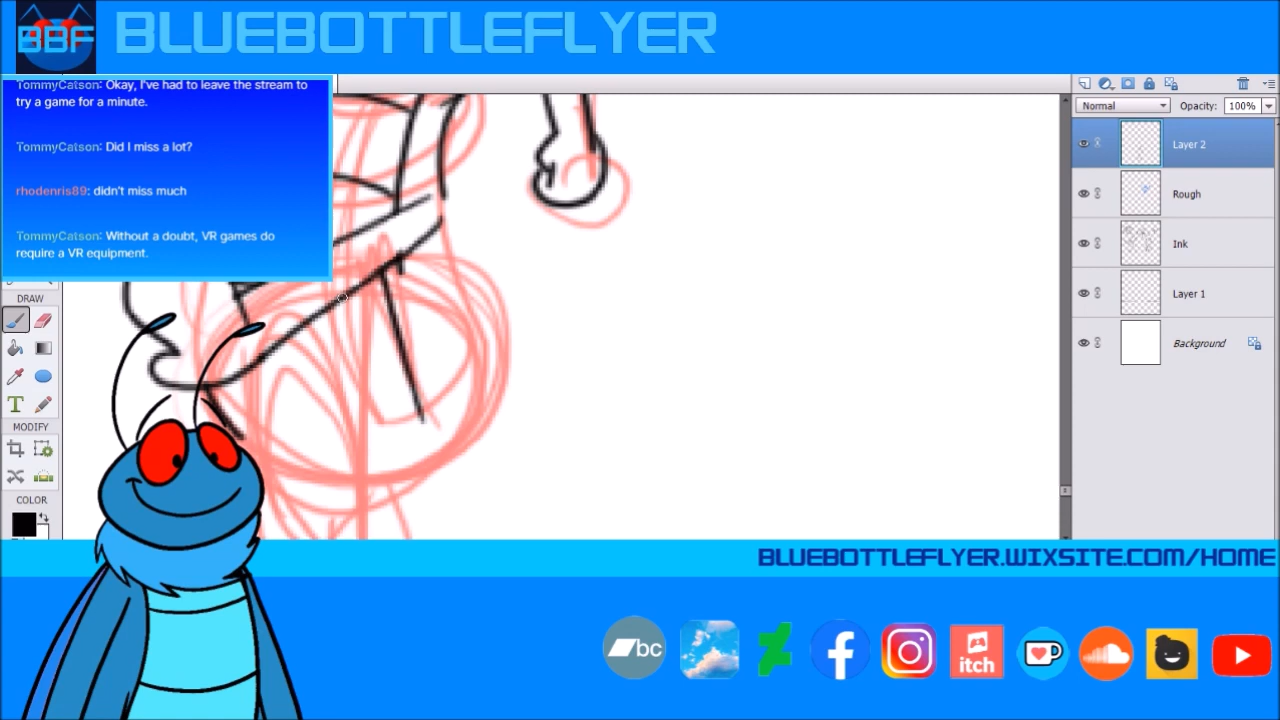 BBF
BLUEBOTTLEFLYER
TommyCatson: Okay, I've had to leave the stream to
try a game for a minute.
TommyCatson: Did I miss a lot?
rhodenris89: didn't miss much
TommyCatson: Without a doubt, VR games do
require a VR equipment.
Normal
Opacity: 100%
Layer 2
Rough
Ink
Layer 1
Background
DRAW
T
MODIFY
COLOR
BLUEBOTTLEFLYER.WIXSITE.COM/HOME
bc
itch